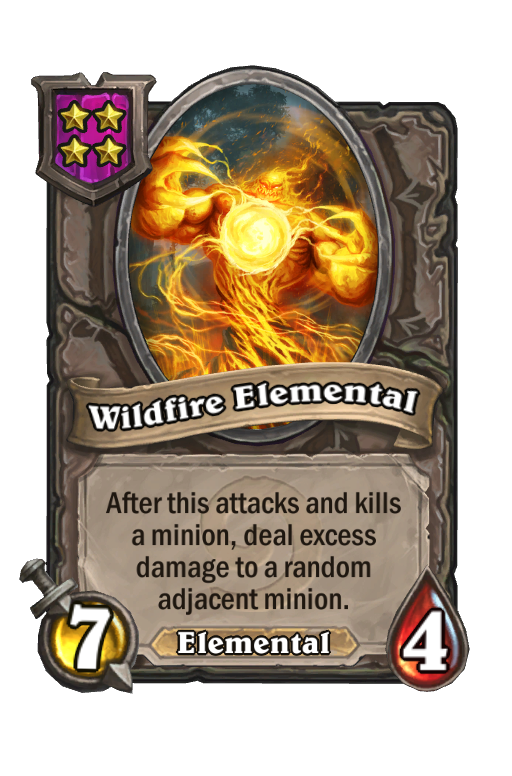 Wildfire Elemental
After this attacks and kills
a minion, deal excess
damage to a random
adjacent minion.
7
Elemental
4